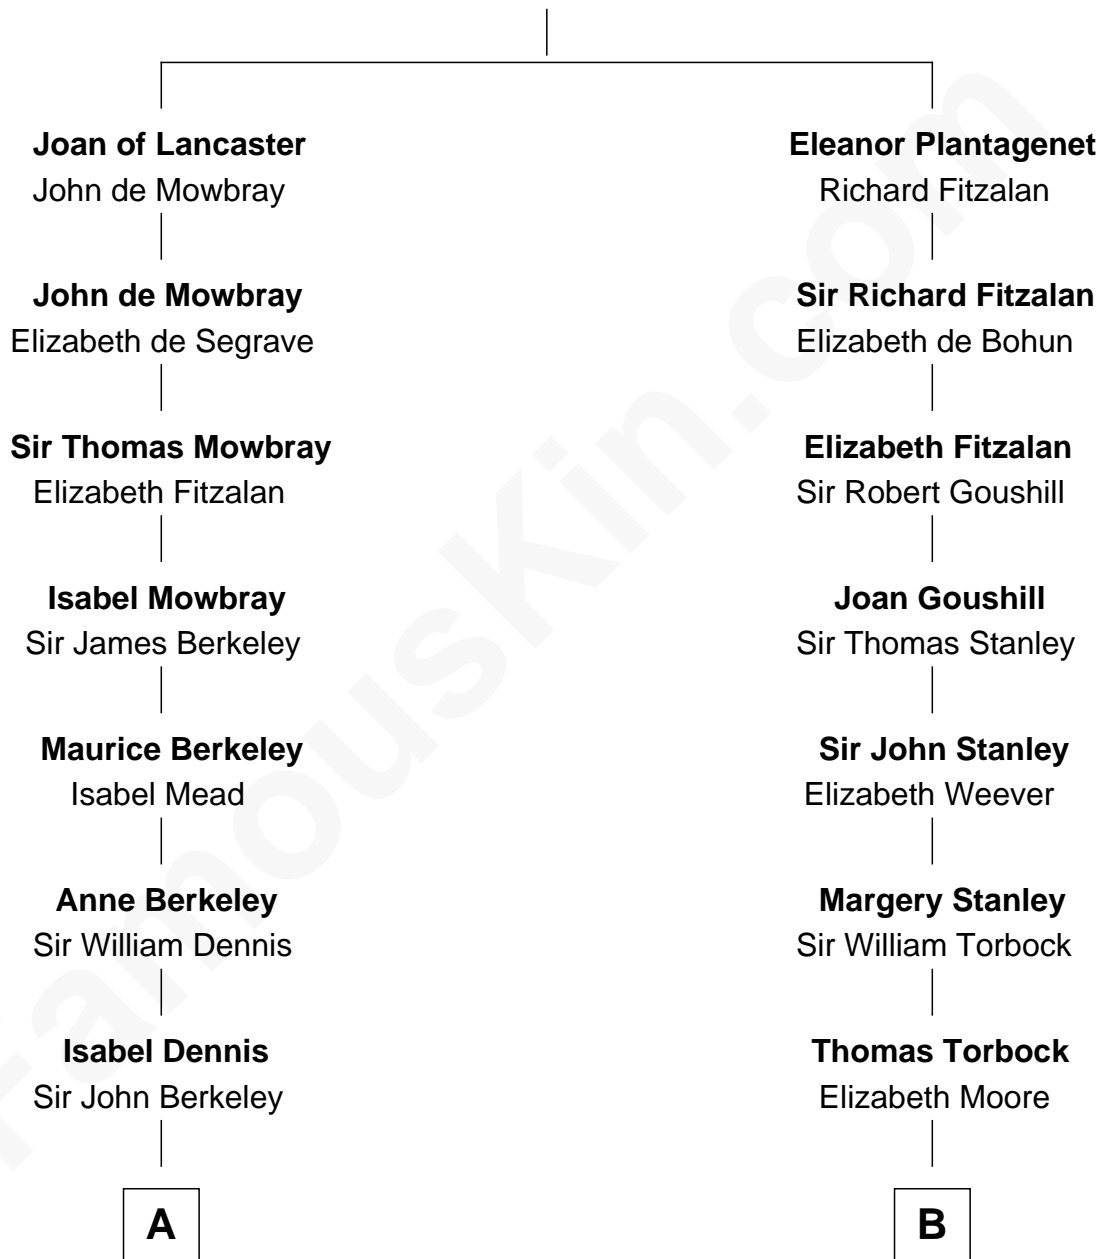 Joan of Lancaster
John de Mowbray
John de Mowbray
Elizabeth de Segrave
Sir Thomas Mowbray
Elizabeth Fitzalan
Isabel Mowbray
Sir James Berkeley
Maurice Berkeley
Isabel Mead
Anne Berkeley
Sir William Dennis
Isabel Dennis
Sir John Berkeley
A
Eleanor Plantagenet
Richard Fitzalan
Sir Richard Fitzalan
Elizabeth de Bohun
Elizabeth Fitzalan
Sir Robert Goushill
Joan Goushill
Sir Thomas Stanley
Sir John Stanley
Elizabeth Weever
Margery Stanley
Sir William Torbock
Thomas Torbock
Elizabeth Moore
B
FamousKin.com